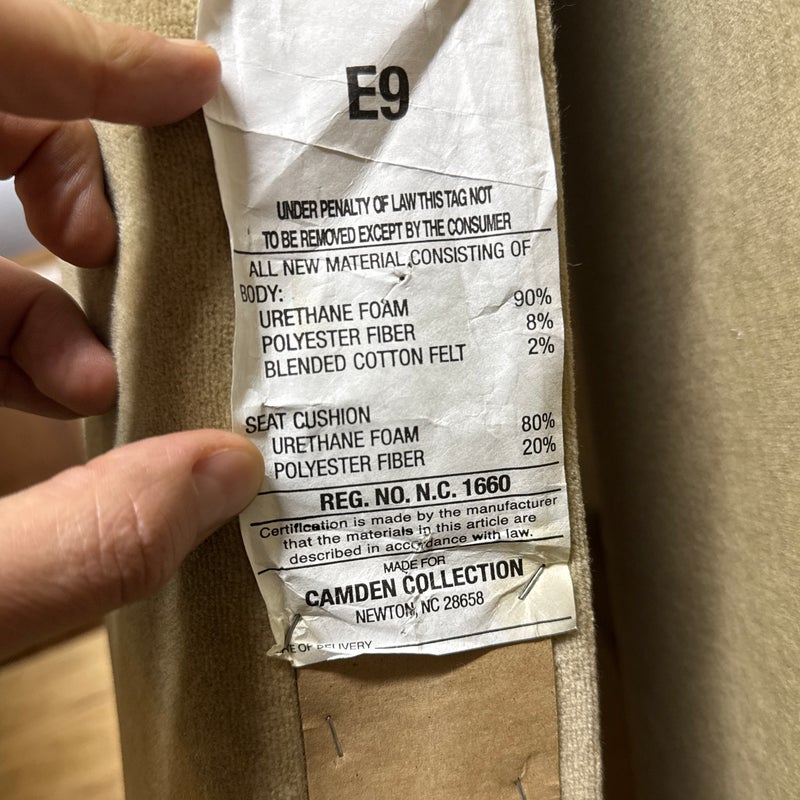 E9
UNDER PENALTY OF LAW THIS TAG NOT
TO BE REMOVED EXCEPT BY THE CONSUMER
ALL NEW MATERIAL CONSISTING OF
BODY:
URETHANE FOAM 90%
POLYESTER FIBER 8%
BLENDED COTTON FELT 2%
SEAT CUSHION
URETHANE FOAM 80%
POLYESTER FIBER 20%
REG. NO. N.C. 1660
Certification is made by the manufacturer
that the materials in this article are
described in accordance with law.
MADE FOR
CAMDEN COLLECTION
NEWTON, NC 28658
OF DELIVERY